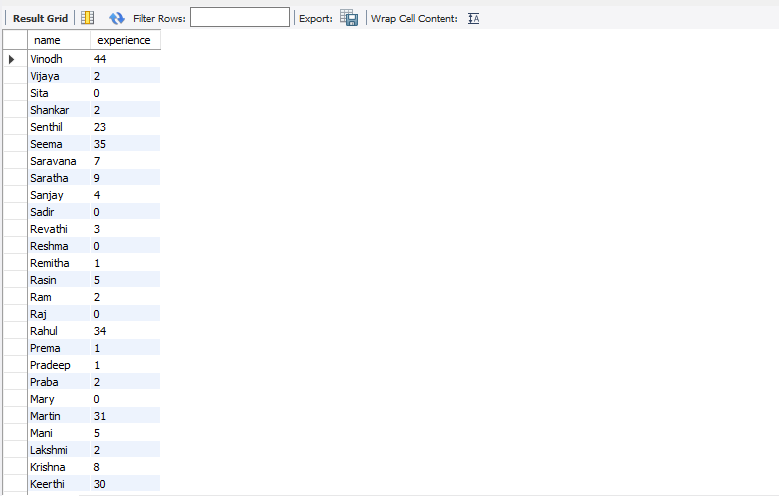 Result Grid Filter Rows: Export: Wrap Cell Content: IA
name experience
Vinodh 44
Vijaya 2
Sita 0
Shankar 2
Senthil 23
Seema 35
Saravana 7
Saratha 9
Sanjay 4
Sadir 0
Revathi 3
Reshma 0
Remitha 1
Rasin 5
Ram 2
Raj 0
Rahul 34
Prema 1
Pradeep 1
Praba 2
Mary 0
Martin 31
Mani 5
Lakshmi 2
Krishna 8
Keerthi 30